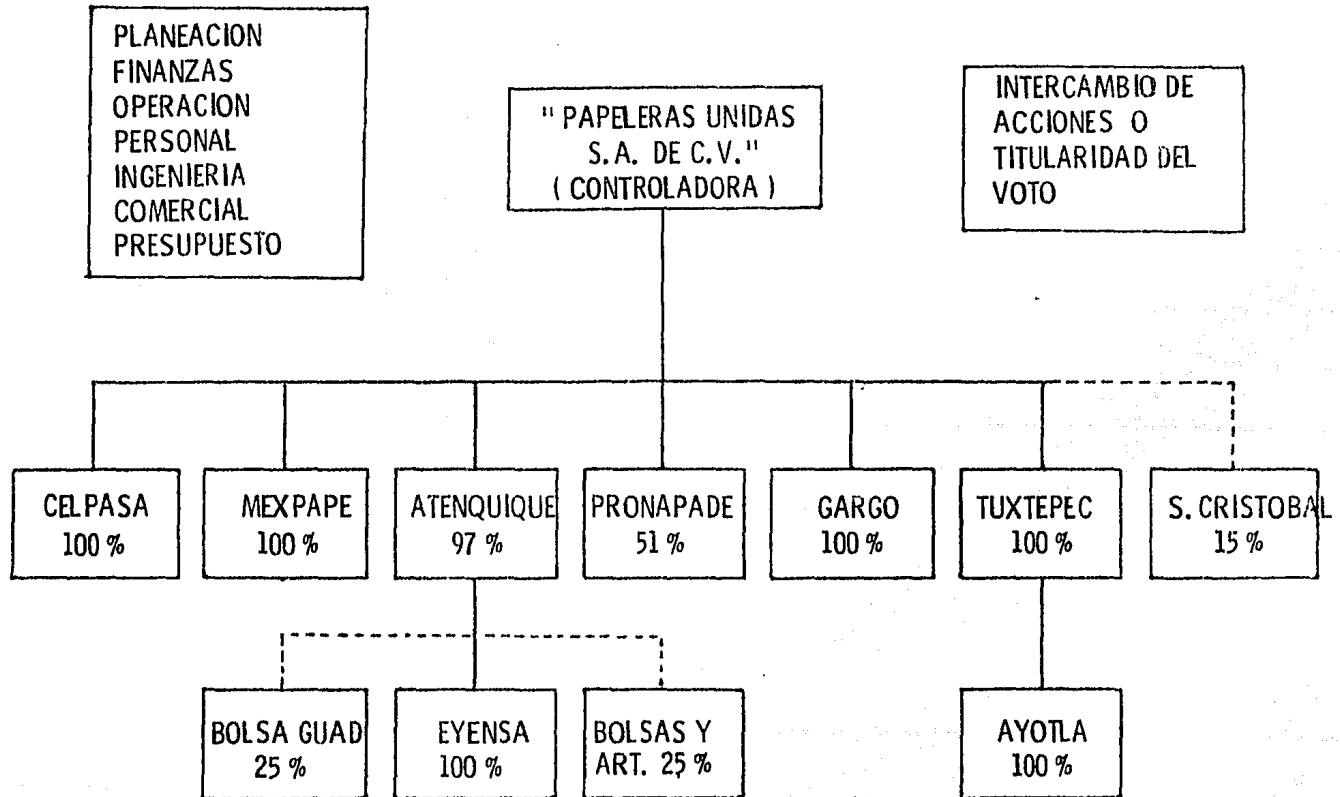 PLANEACION
FINANZAS
OPERACION
PERSONAL
INGENIERIA
COMERCIAL
PRESUPUESTO
" PAPELERAS UNIDAS
S.A. DE C.V."
( CONTROLADORA )
INTERCAMBIO DE
ACCIONES O
TITULARIDAD DEL
VOTO
CELPASA
100 %
MEXPAPE
100 %
ATENQUIQUE
97 %
PRONAPADE
51 %
GARGO
100 %
TUXTEPEC
100 %
S. CRISTOBAL
15 %
BOLSA GUAD
25 %
EYENSA
100 %
BOLSAS Y
ART. 25 %
AYOTLA
100 %